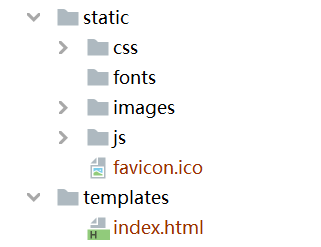 static
css
fonts
images
js
favicon.ico
templates
H
index.html